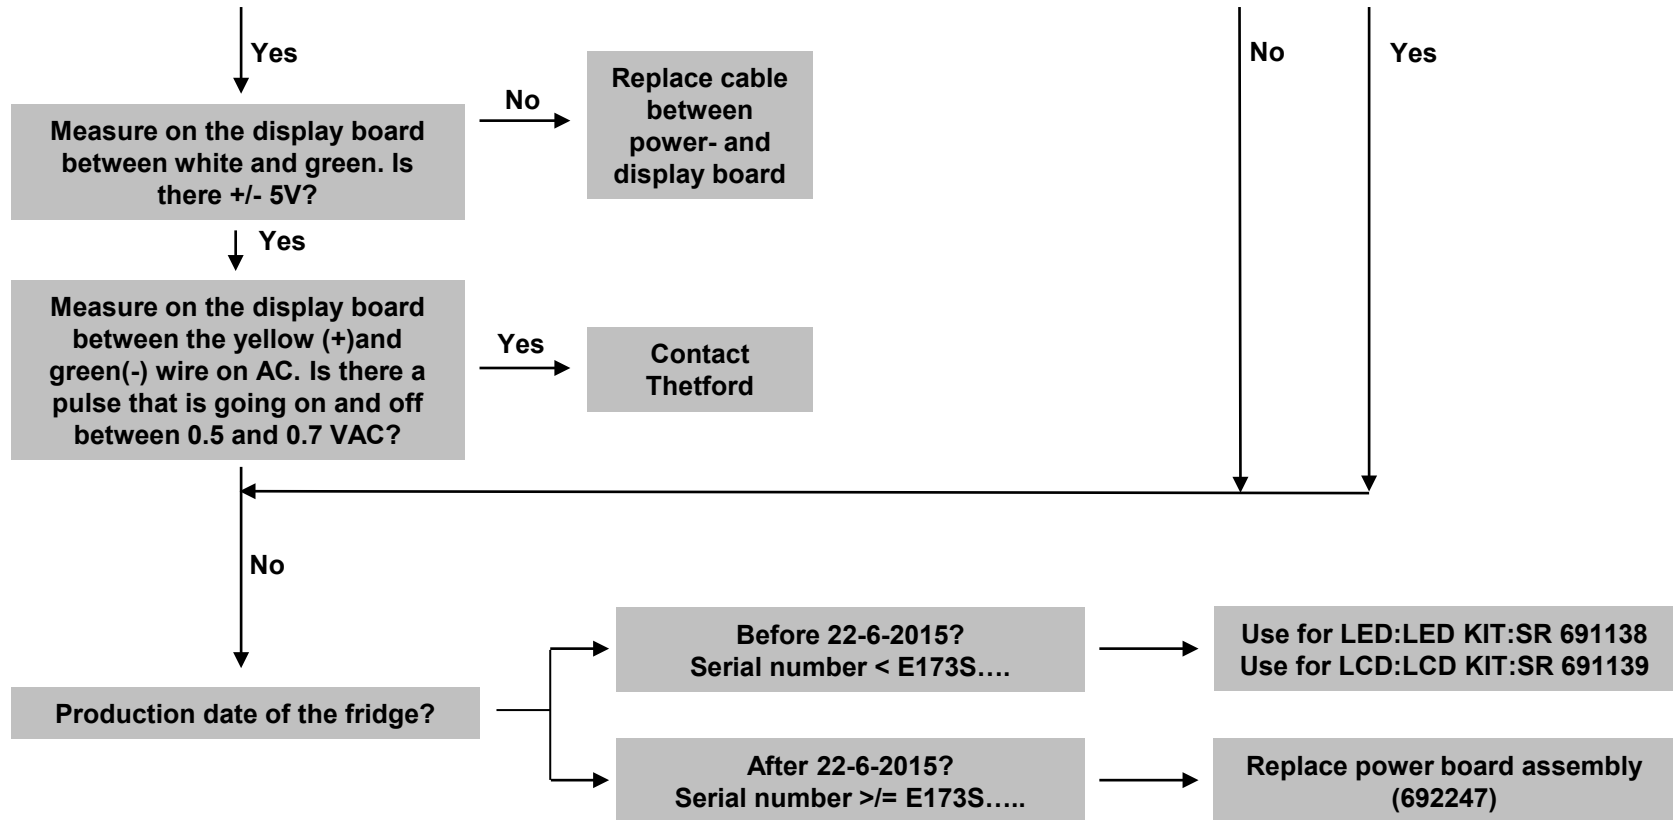 Yes
No
Yes
Measure on the display board
between white and green. Is
there +/- 5V?
No
Replace cable
between
power- and
display board
Yes
Measure on the display board
between the yellow (+)and
green(-) wire on AC. Is there a
pulse that is going on and off
between 0.5 and 0.7 VAC?
Yes
Contact
Thetford
No
Production date of the fridge?
Before 22-6-2015?
Serial number < E173S….
Use for LED:LED KIT:SR 691138
Use for LCD:LCD KIT:SR 691139
After 22-6-2015?
Serial number >/= E173S…..
Replace power board assembly
(692247)